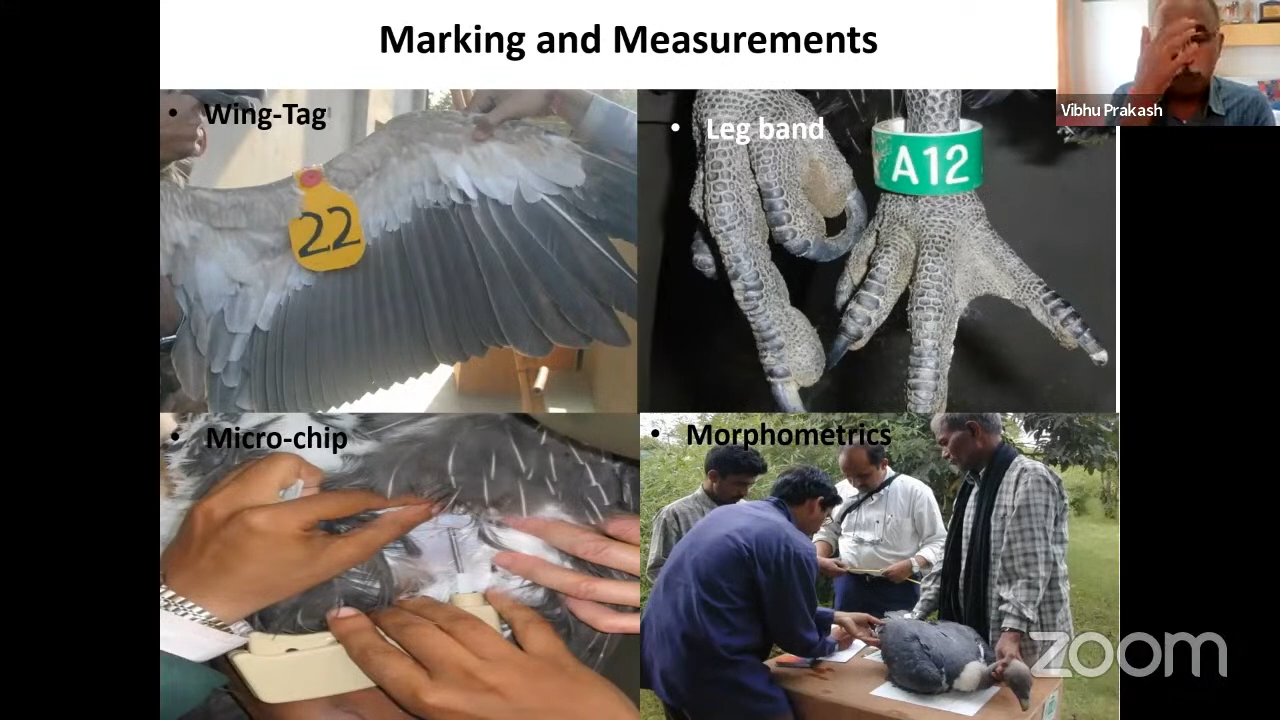 Marking and Measurements
Vibhu Prakash
• Wing-Tag
22
• Leg band
A12
• Micro-chip
• Morphometrics
zoom